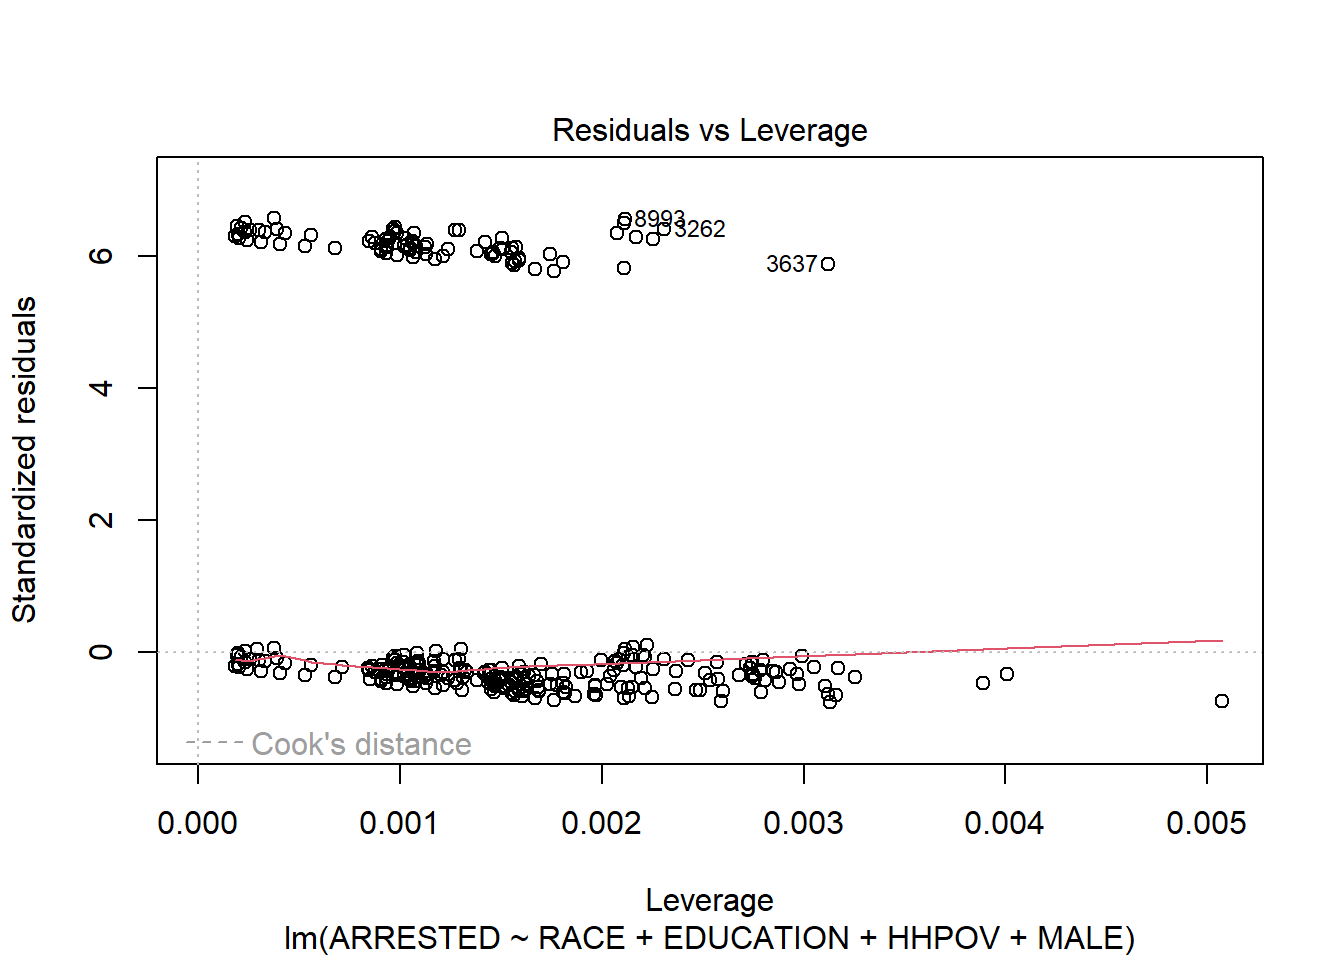 Residuals vs Leverage
Standardized residuals
6
4
2
0
8993
3262
3637
Cook's distance
0.000 0.001 0.002 0.003 0.004 0.005
Leverage
lm(ARRESTED ~ RACE + EDUCATION + HHPOV + MALE)